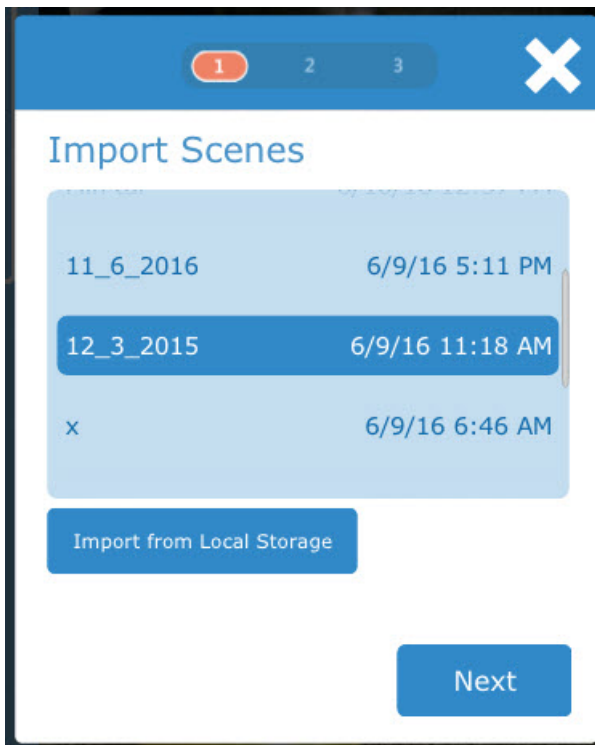 1 2 3
Import Scenes
11_6_2016 6/9/16 5:11 PM
12_3_2015 6/9/16 11:18 AM
x 6/9/16 6:46 AM
Import from Local Storage
Next